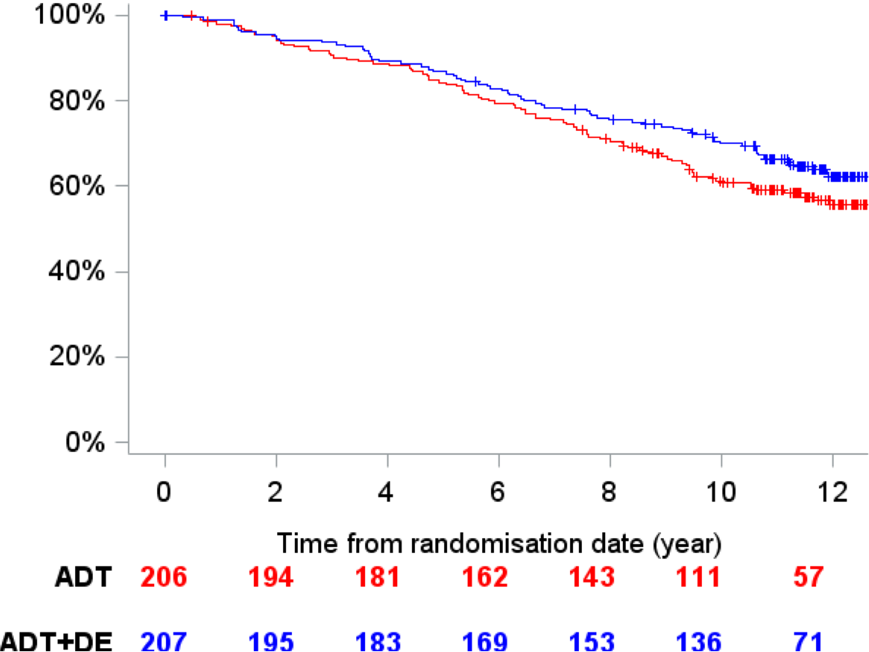 100%
80%
60%
40%
20%
0%
0 2 4 6 8 10 12
Time from randomisation date (year)
ADT 206 194 181 162 143 111 57
ADT+DE 207 195 183 169 153 136 71